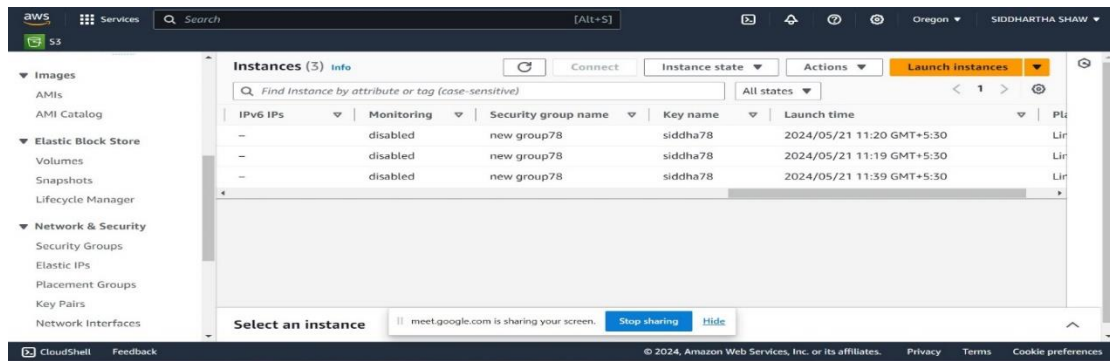 aws Services Search [Alt+S] Oregon SIDDHARTHA SHAW
S3
Images
AMIs
AMI Catalog
Elastic Block Store
Volumes
Snapshots
Lifecycle Manager
Network & Security
Security Groups
Elastic IPs
Placement Groups
Key Pairs
Network Interfaces
Instances (3) Info Connect Instance state Actions Launch instances
Find Instance by attribute or tag (case-sensitive) All states < 1 >
IPv6 IPs Monitoring Security group name Key name Launch time Pla
– disabled new group78 siddha78 2024/05/21 11:20 GMT+5:30 Lin
– disabled new group78 siddha78 2024/05/21 11:19 GMT+5:30 Lin
– disabled new group78 siddha78 2024/05/21 11:39 GMT+5:30 Lin
Select an instance
meet.google.com is sharing your screen. Stop sharing Hide
CloudShell Feedback © 2024, Amazon Web Services, Inc. or its affiliates. Privacy Terms Cookie preferences